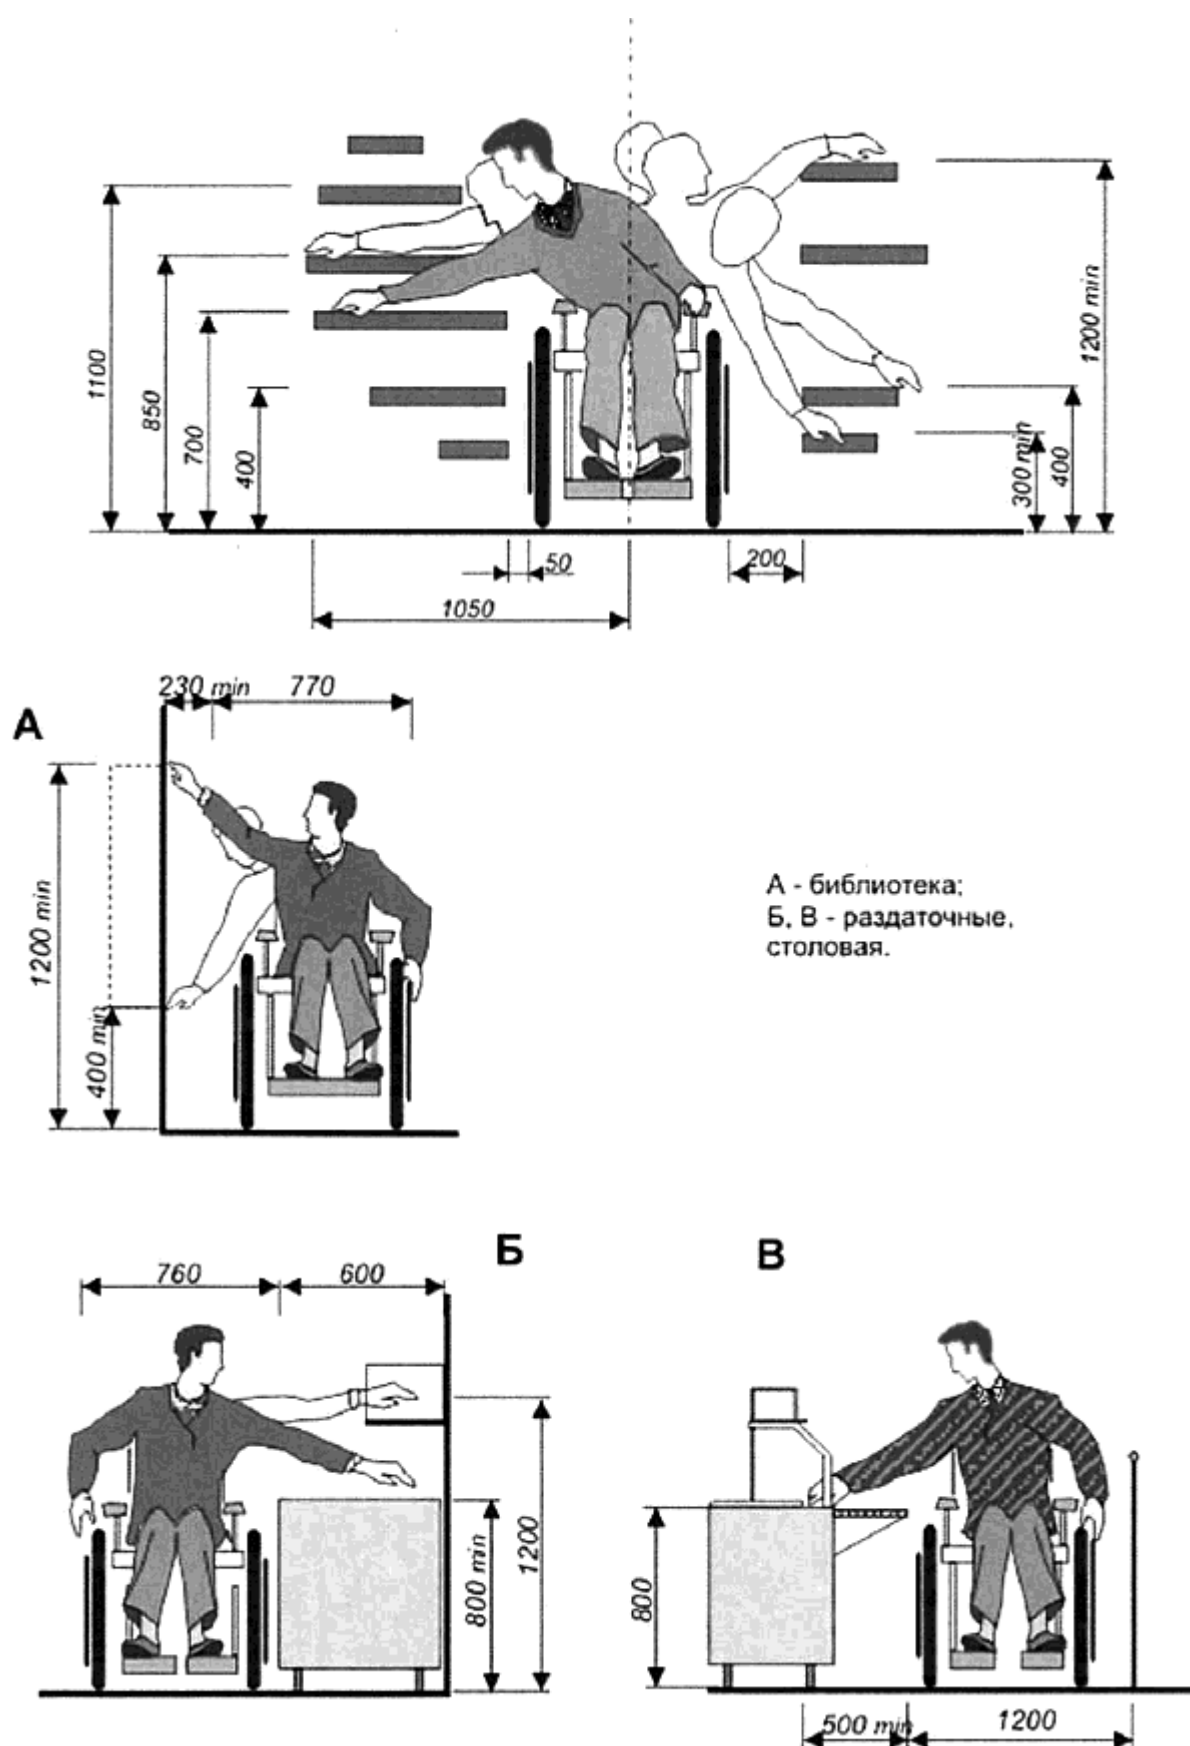 1100
850
700
400
1200 min
400
300 min
50
200
1050
230 min
770
А
1200 min
400 min
А - библиотека;
Б, В - раздаточные,
столовая.
Б
760
600
1200
800 min
В
800
500 min
1200